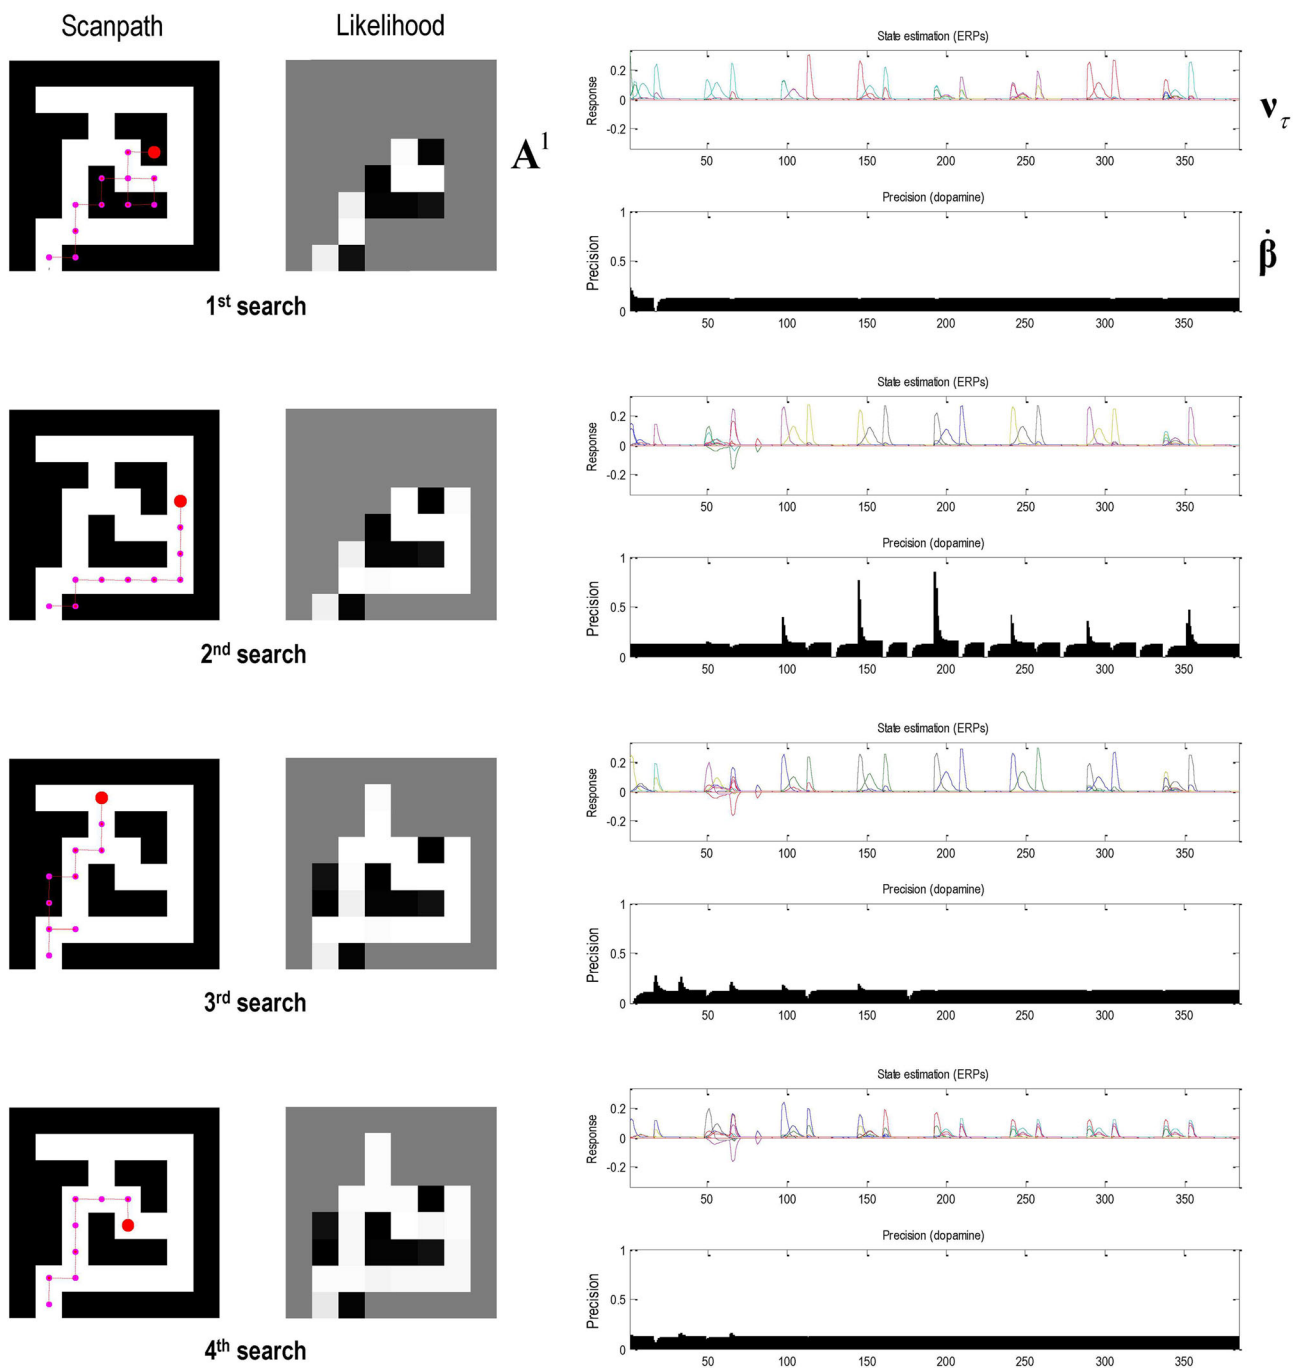 Scanpath
Likelihood
A¹
1st search
State estimation (ERPs)
Response
0.2
0
-0.2
50 100 150 200 250 300 350
ν_τ
Precision (dopamine)
Precision
1
0.5
0
50 100 150 200 250 300 350
β̇
2nd search
State estimation (ERPs)
Response
0.2
0
-0.2
50 100 150 200 250 300 350
Precision (dopamine)
Precision
1
0.5
0
50 100 150 200 250 300 350
3rd search
State estimation (ERPs)
Response
0.2
0
-0.2
50 100 150 200 250 300 350
Precision (dopamine)
Precision
1
0.5
0
50 100 150 200 250 300 350
4th search
State estimation (ERPs)
Response
0.2
0
-0.2
50 100 150 200 250 300 350
Precision (dopamine)
Precision
1
0.5
0
50 100 150 200 250 300 350